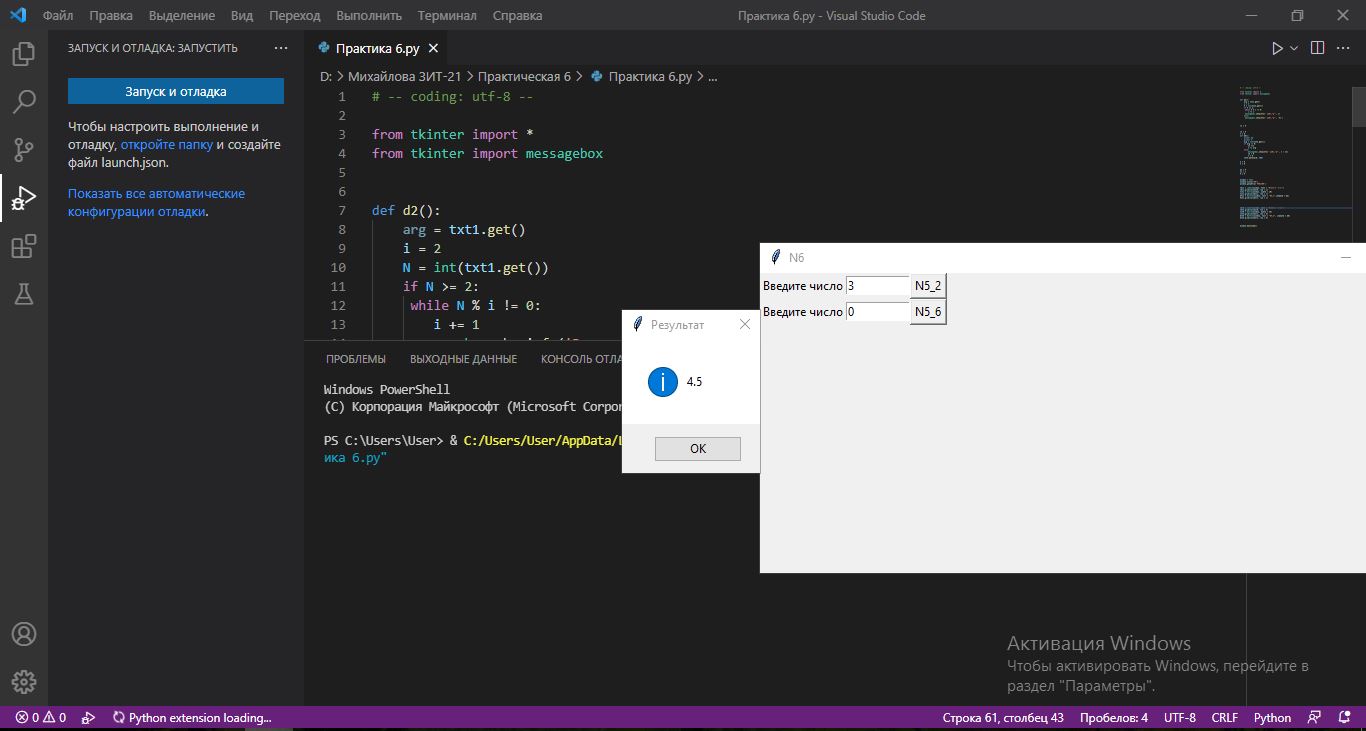 Файл Правка Выделение Вид Переход Выполнить Терминал Справка Практика 6.py - Visual Studio Code
ЗАПУСК И ОТЛАДКА: ЗАПУСТИТЬ ...
Запуск и отладка
Чтобы настроить выполнение и
отладку, откройте папку и создайте
файл launch.json.
Показать все автоматические
конфигурации отладки.
Практика 6.py
D: > Михайлова ЗИТ-21 > Практическая 6 > Практика 6.py > ...
1 # -- coding: utf-8 --
2
3 from tkinter import *
4 from tkinter import messagebox
5
6
7 def d2():
8 arg = txt1.get()
9 i = 2
10 N = int(txt1.get())
11 if N >= 2:
12 while N % i != 0:
13 i += 1
ПРОБЛЕМЫ ВЫХОДНЫЕ ДАННЫЕ КОНСОЛЬ ОТЛА
Windows PowerShell
(C) Корпорация Майкрософт (Microsoft Corpor
PS C:\Users\User> & C:/Users/User/AppData/L
ика 6.py"
Результат
4.5
OK
N6
Введите число 3 N5_2
Введите число 0 N5_6
Активация Windows
Чтобы активировать Windows, перейдите в
раздел "Параметры".
0 0 Python extension loading... Строка 61, столбец 43 Пробелов: 4 UTF-8 CRLF Python